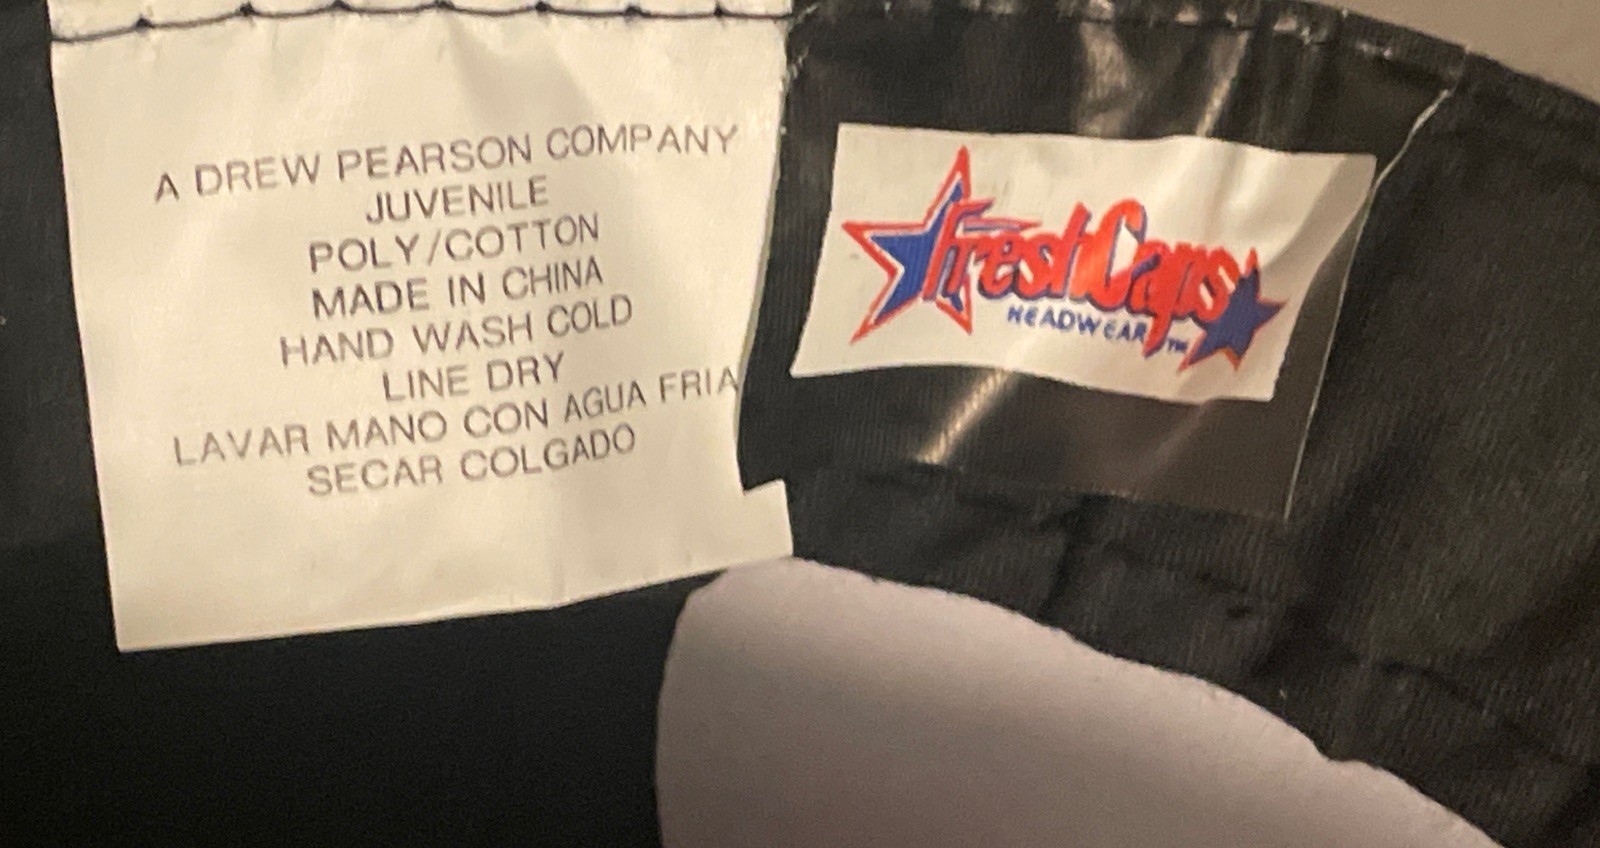 A DREW PEARSON COMPANY
JUVENILE
POLY/COTTON
MADE IN CHINA
HAND WASH COLD
LINE DRY
LAVAR MANO CON AGUA FRIA
SECAR COLGADO
FreshCaps
HEADWEAR™